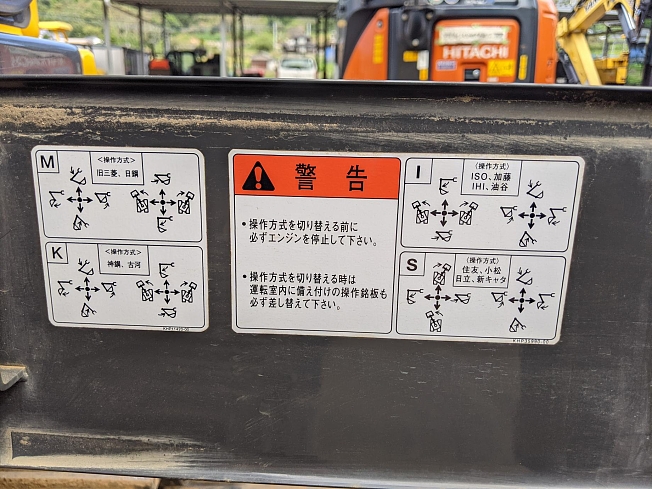 HITACHI
M
<操作方式>
旧三菱、日鋼
K
<操作方式>
神鋼、古河
警告
・操作方式を切り替える前に
必ずエンジンを停止して下さい。
・操作方式を切り替える時は
運転室内に備え付けの操作銘板も
必ず差し替えて下さい。
I
<操作方式>
ISO、加藤
IHI、油谷
S
<操作方式>
住友、小松
日立、新キャタ